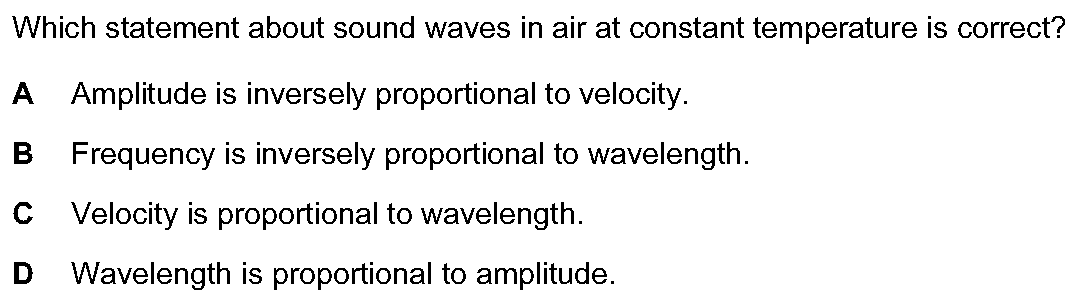 Which statement about sound waves in air at constant temperature is correct?
A Amplitude is inversely proportional to velocity.
B Frequency is inversely proportional to wavelength.
C Velocity is proportional to wavelength.
D Wavelength is proportional to amplitude.